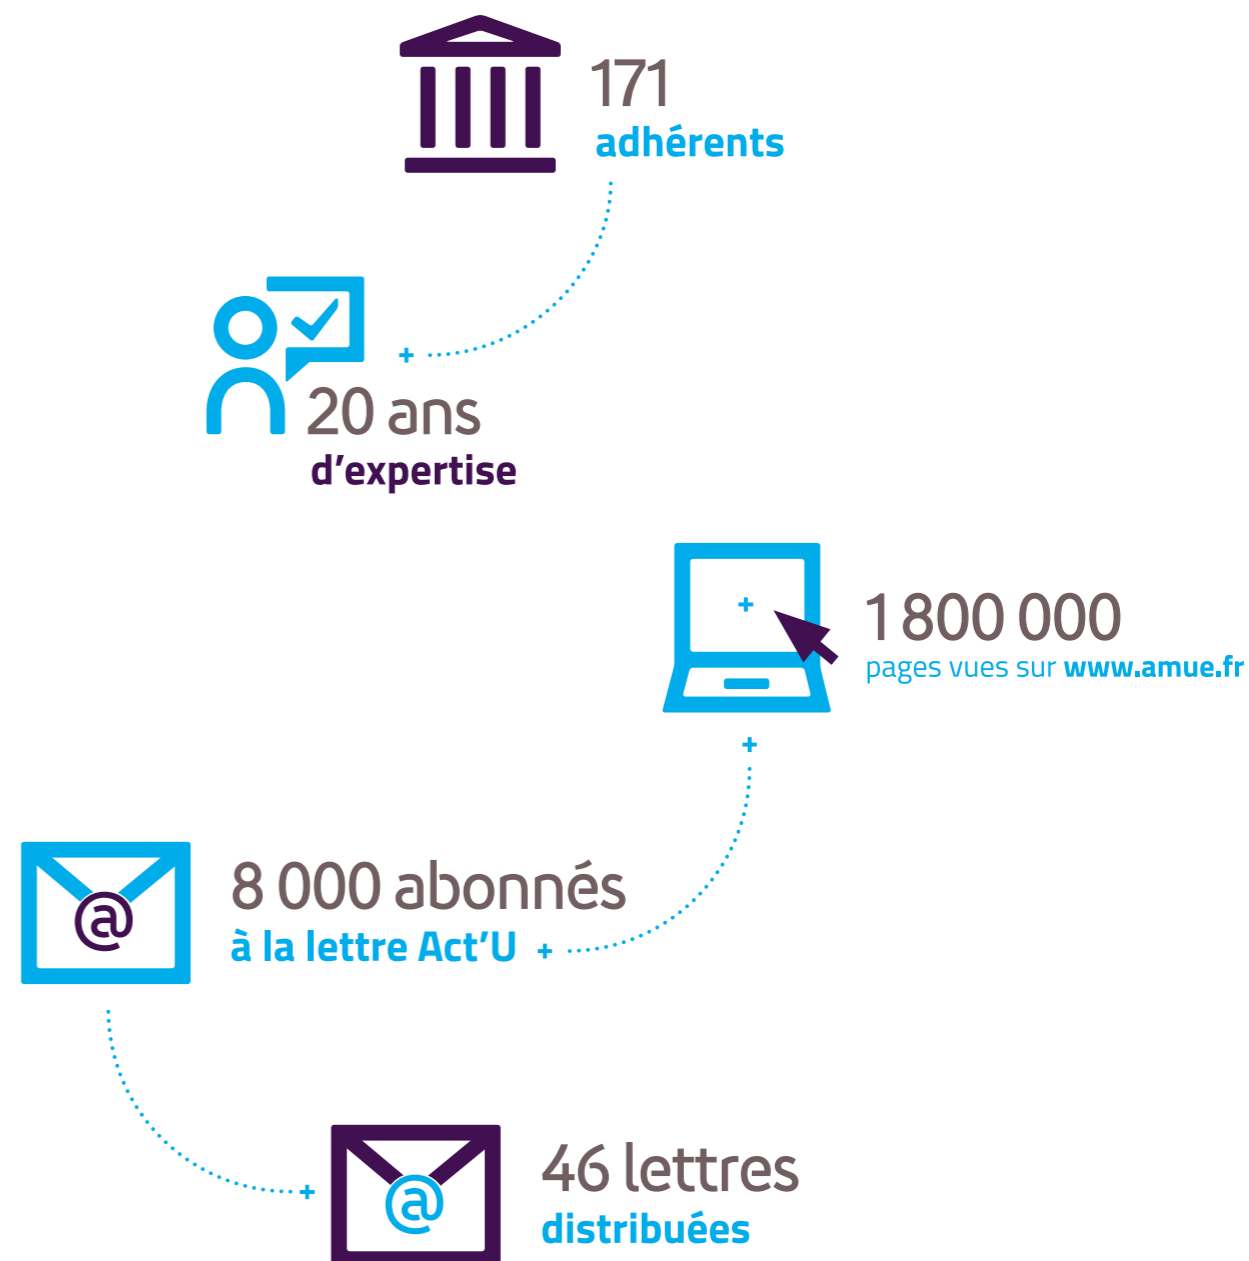 171
adhérents
20 ans
d’expertise
1 800 000
pages vues sur www.amue.fr
8 000 abonnés
à la lettre Act’U
@
46 lettres
distribuées
@